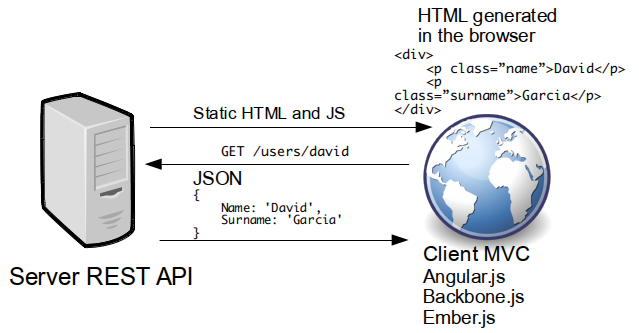 HTML generated
in the browser
<div>
<p class=”name”>David</p>
<p
class=”surname”>Garcia</p>
</div>
Static HTML and JS
GET /users/david
JSON
{
Name: 'David',
Surname: 'Garcia'
}
Server REST API
Client MVC
Angular.js
Backbone.js
Ember.js